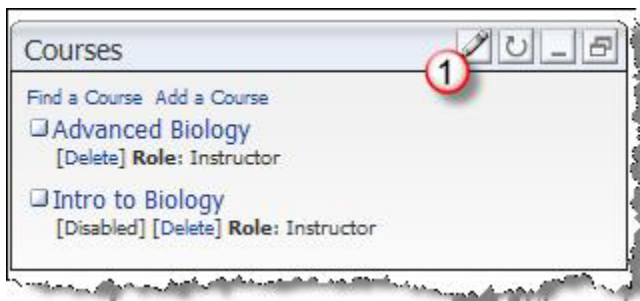 Courses
1
Find a Course Add a Course
Advanced Biology
[Delete] Role: Instructor
Intro to Biology
[Disabled] [Delete] Role: Instructor